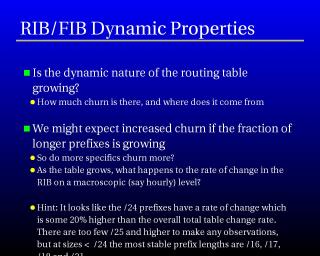 RIB/FIB Dynamic Properties
Is the dynamic nature of the routing table
growing?
How much churn is there, and where does it come from
We might expect increased churn if the fraction of
longer prefixes is growing
So do more specifics churn more?
As the table grows, what happens to the rate of change in the
RIB on a macroscopic (say hourly) level?
Hint: It looks like the /24 prefixes have a rate of change which
is some 20% higher than the overall total table change rate.
There are too few /25 and higher to make any observations,
but at sizes < /24 the most stable prefix lengths are /16, /17,
/18 and /21